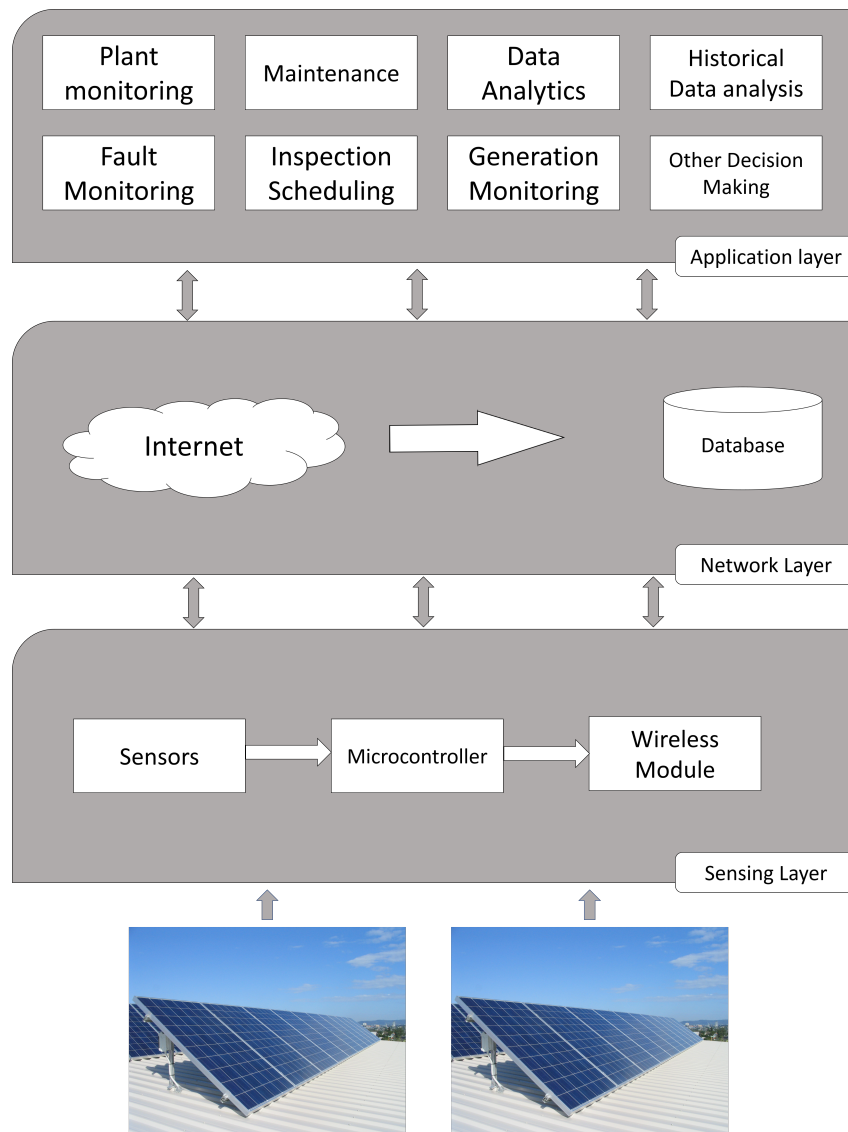 Plant
monitoring
Maintenance
Data
Analytics
Historical
Data analysis
Fault
Monitoring
Inspection
Scheduling
Generation
Monitoring
Other Decision
Making
Application layer
Internet
Database
Network Layer
Sensors
Microcontroller
Wireless
Module
Sensing Layer